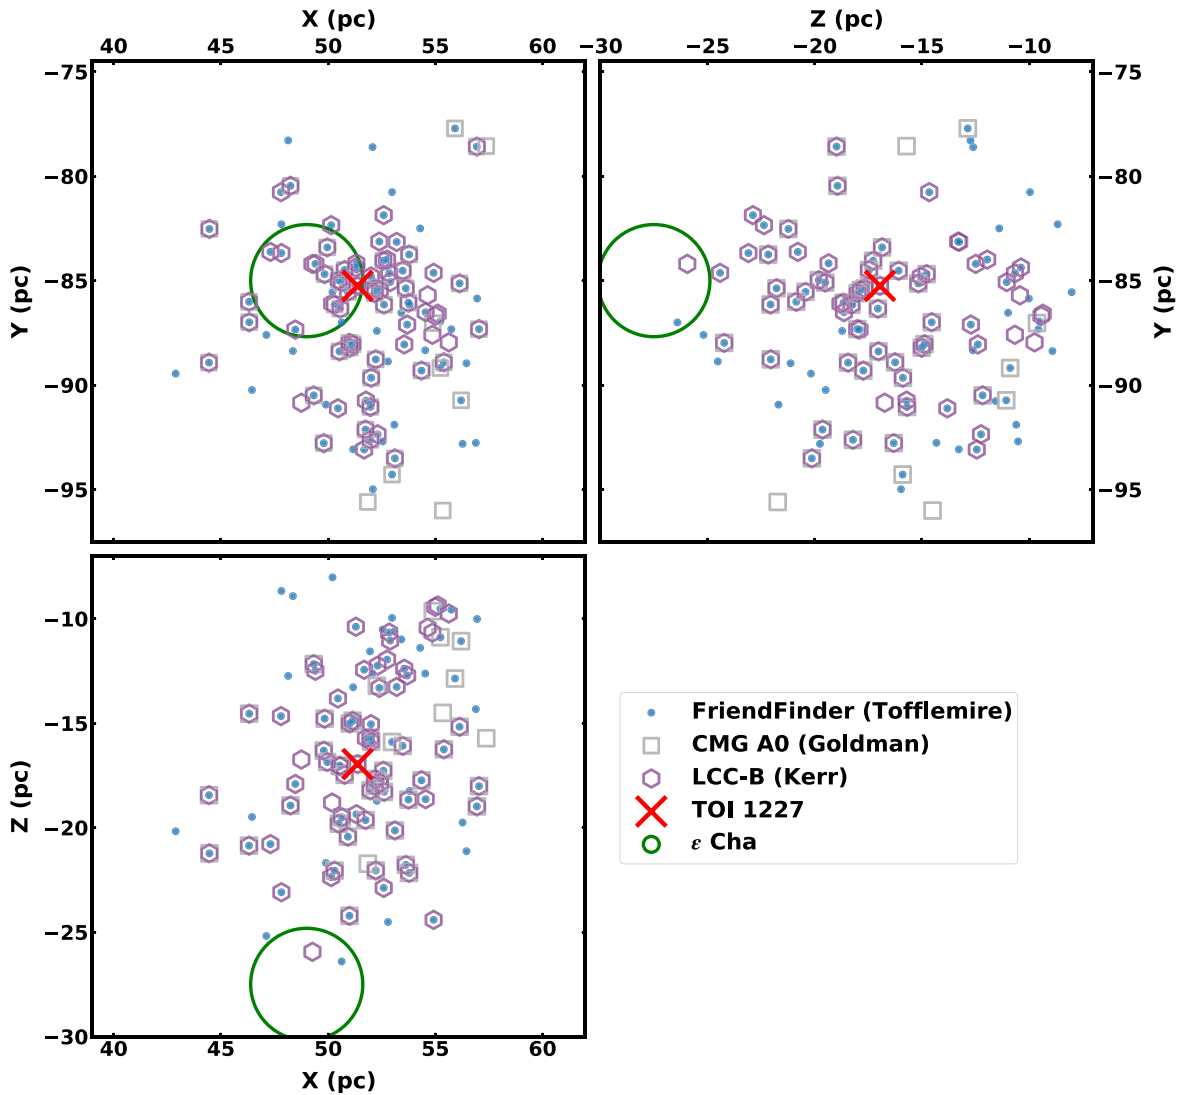 X (pc)
Z (pc)
40 45 50 55 60
−30 −25 −20 −15 −10
−75 −75
−80 −80
Y (pc) Y (pc)
−85 −85
−90 −90
−95 −95
−10
−15
Z (pc)
−20
−25
−30
40 45 50 55 60
X (pc)
FriendFinder (Tofflemire)
CMG A0 (Goldman)
LCC-B (Kerr)
TOI 1227
ε Cha